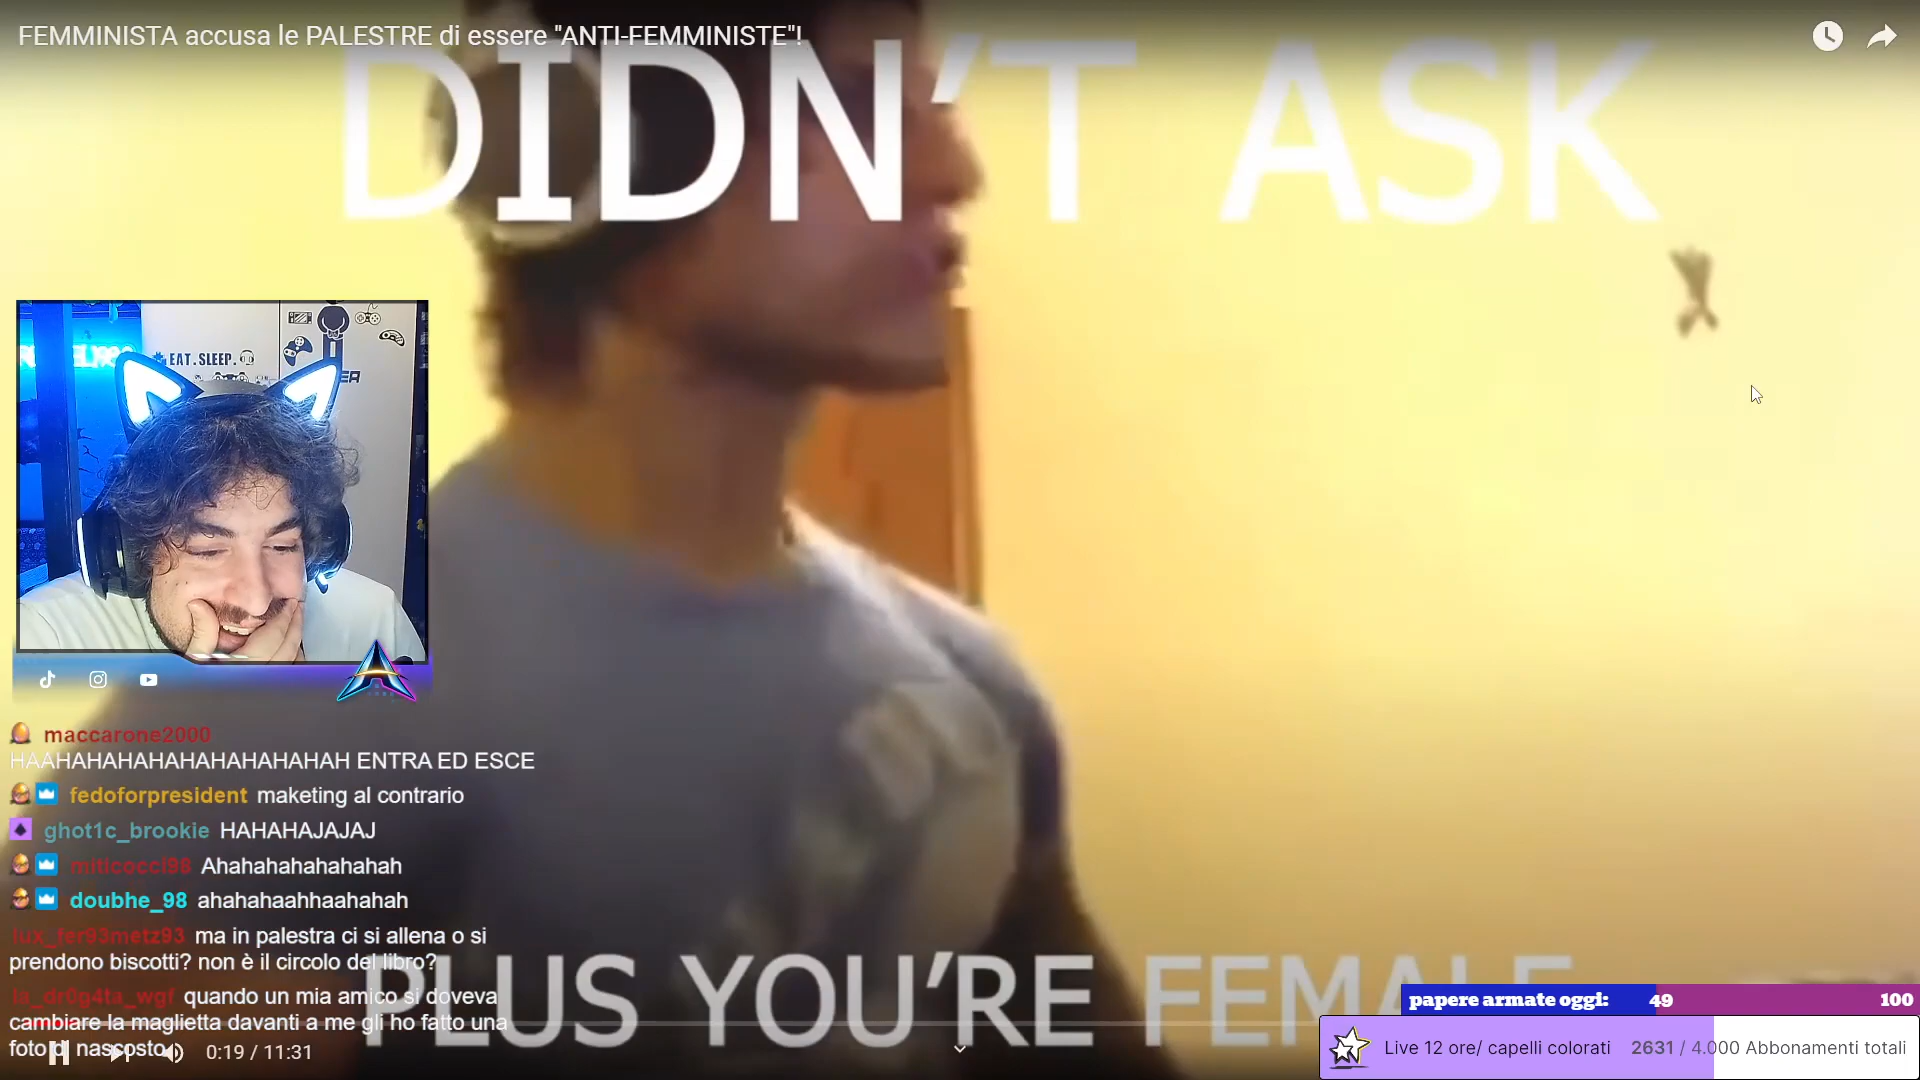 FEMMINISTA accusa le PALESTRE di essere "ANTI-FEMMINISTE"!
DIDN'T ASK
EAT.SLEEP.
maccarone2000
HAAHAHAHAHAHAHAHAHAH ENTRA ED ESCE
fedoforpresident maketing al contrario
ghot1c_brookie HAHAHAJAJAJ
miticocci98 Ahahahahahahahah
doubhe_98 ahahahaahhaahahah
lux_fer93metz93 ma in palestra ci si allena o si
prendono biscotti? non è il circolo del libro?
la_dr0g4ta_wgf quando un mia amico si doveva
cambiare la maglietta davanti a me gli ho fatto una
foto di nascosto
PLUS YOU'RE FEMALE
0:19 / 11:31
papere armate oggi: 49 100
Live 12 ore/ capelli colorati 2631 / 4.000 Abbonamenti totali